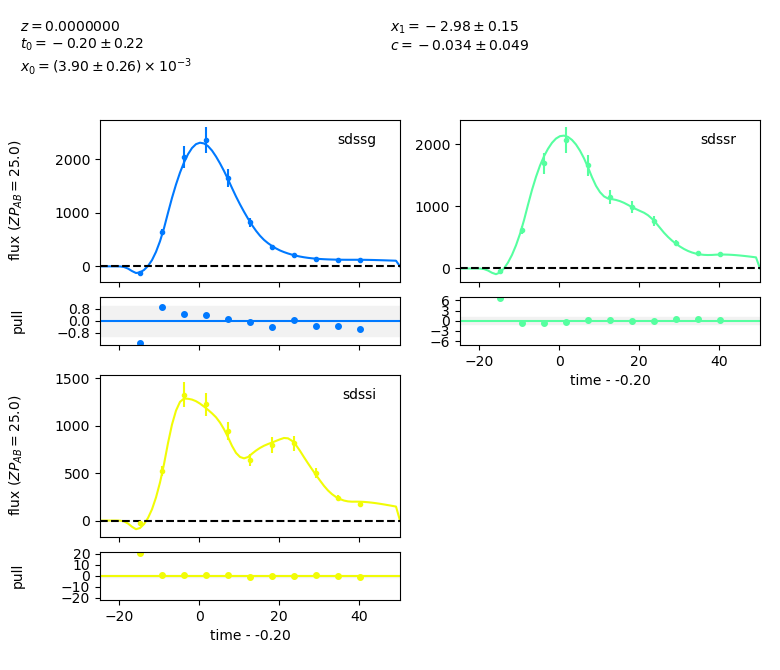 z = 0.0000000
t₀ = −0.20 ± 0.22
x₀ = (3.90 ± 0.26) × 10⁻³
x₁ = −2.98 ± 0.15
c = −0.034 ± 0.049
flux (ZP_AB = 25.0)
2000
1000
0
sdssg
2000
1000
0
sdssr
pull
0.8
0.0
−0.8
6
3
0
−3
−6
−20 0 20 40
time - -0.20
flux (ZP_AB = 25.0)
1500
1000
500
0
sdssi
pull
20
10
0
−10
−20
−20 0 20 40
time - -0.20